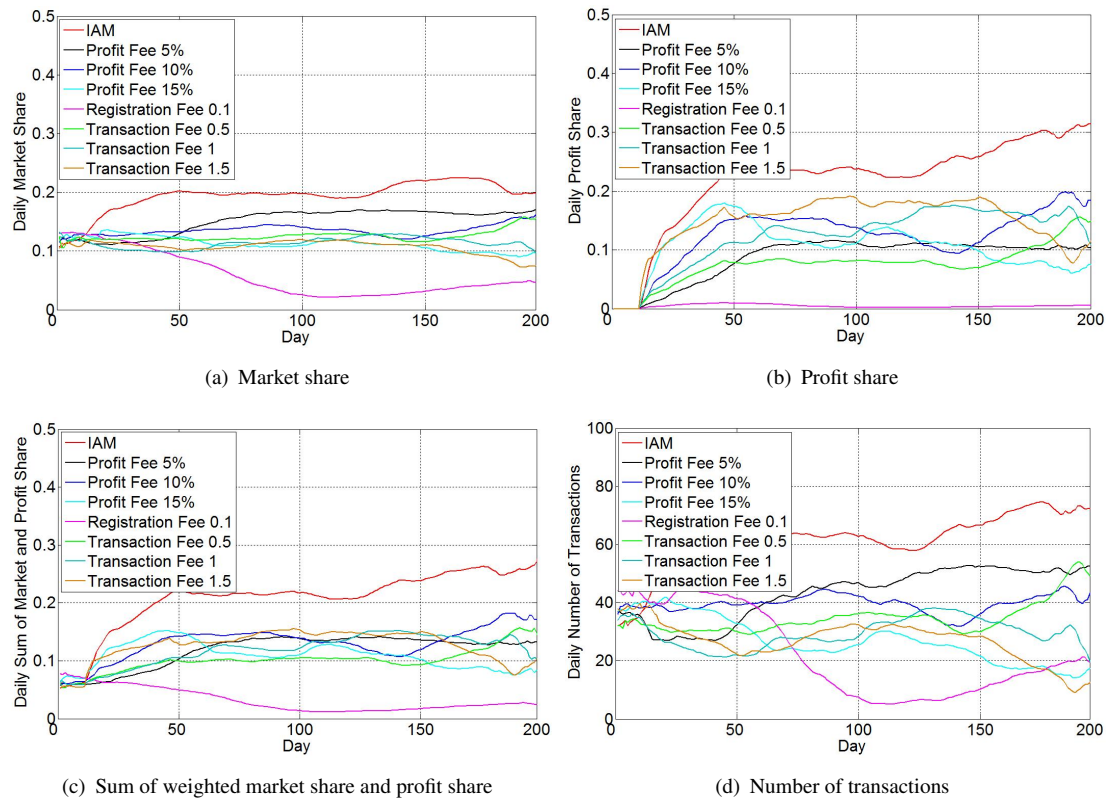 0.5
0.4
0.3
0.2
0.1
0
Daily Market Share
IAM
Profit Fee 5%
Profit Fee 10%
Profit Fee 15%
Registration Fee 0.1
Transaction Fee 0.5
Transaction Fee 1
Transaction Fee 1.5
0 50 100 150 200
Day
(a) Market share
0.5
0.4
0.3
0.2
0.1
0
Daily Profit Share
IAM
Profit Fee 5%
Profit Fee 10%
Profit Fee 15%
Registration Fee 0.1
Transaction Fee 0.5
Transaction Fee 1
Transaction Fee 1.5
0 50 100 150 200
Day
(b) Profit share
0.5
0.4
0.3
0.2
0.1
0
Daily Sum of Market and Profit Share
IAM
Profit Fee 5%
Profit Fee 10%
Profit Fee 15%
Registration Fee 0.1
Transaction Fee 0.5
Transaction Fee 1
Transaction Fee 1.5
0 50 100 150 200
Day
(c) Sum of weighted market share and profit share
100
80
60
40
20
0
Daily Number of Transactions
IAM
Profit Fee 5%
Profit Fee 10%
Profit Fee 15%
Registration Fee 0.1
Transaction Fee 0.5
Transaction Fee 1
Transaction Fee 1.5
0 50 100 150 200
Day
(d) Number of transactions